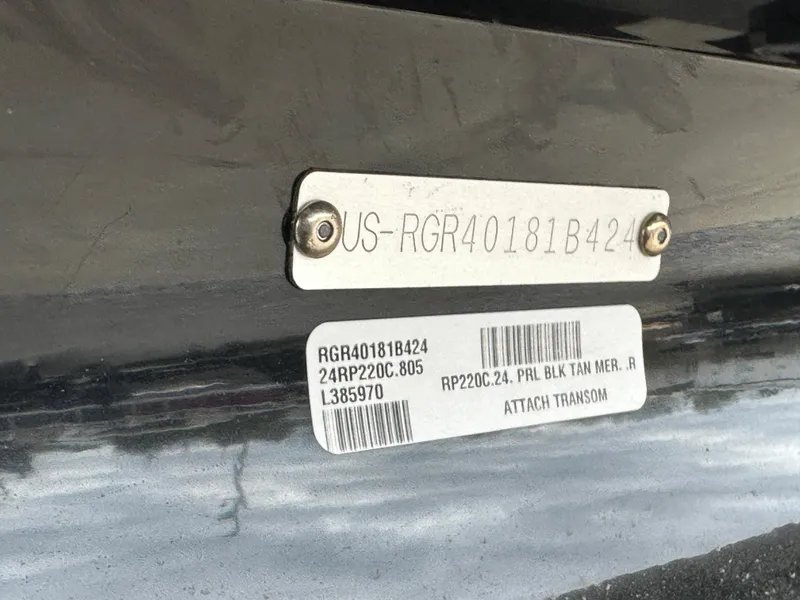 US-RGR40181B424
RGR40181B424
24RP220C.805
L385970
RP220C.24. PRL BLK TAN MER. .R
ATTACH TRANSOM